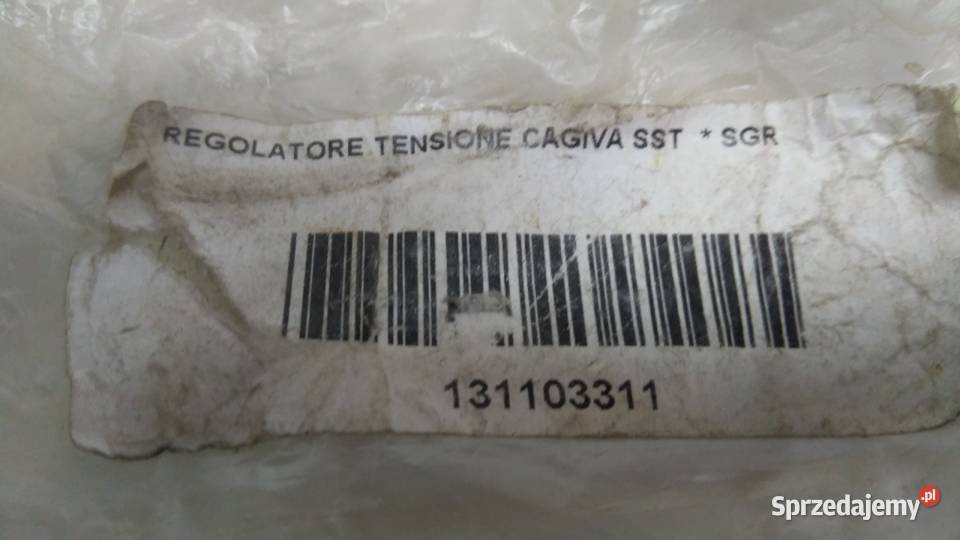 REGOLATORE TENSIONE CAGIVA SST * SGR
131103311
Sprzedajemy.pl